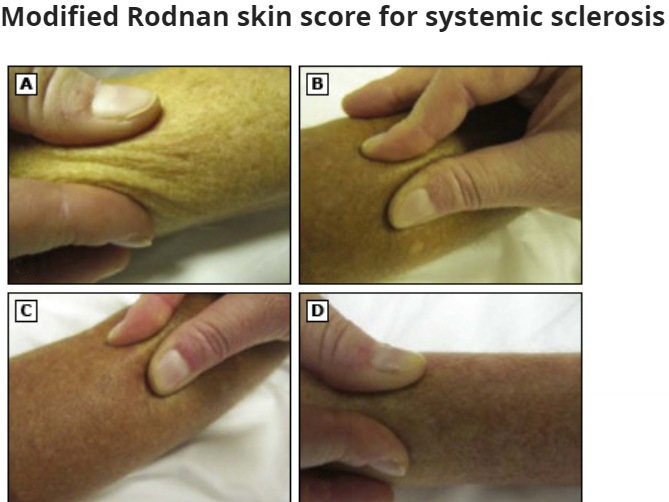 Modified Rodnan skin score for systemic sclerosis
A
B
C
D